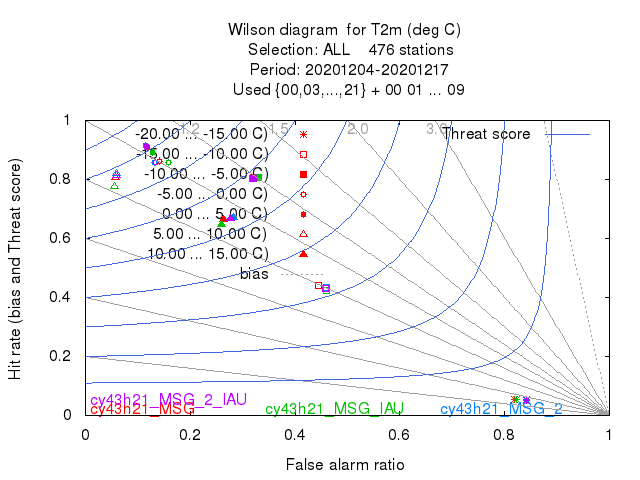 Wilson diagram  for T2m (deg C)
Selection: ALL    476 stations
Period: 20201204-20201217
Used {00,03,...,21} + 00 01 ... 09
Hit rate (bias and Threat score)
1
0.8
0.6
0.4
0.2
0
1.2
1.5
2.0
3.0
Threat score
-20.00 ... -15.00 C)
-15.00 ... -10.00 C)
-10.00 ... -5.00 C)
-5.00 ... 0.00 C)
0.00 ... 5.00 C)
5.00 ... 10.00 C)
10.00 ... 15.00 C)
bias
cy43h21_MSG_2_IAU
cy43h21_MSG
cy43h21_MSG_IAU
cy43h21_MSG_2
0
0.2
0.4
0.6
0.8
1
False alarm ratio